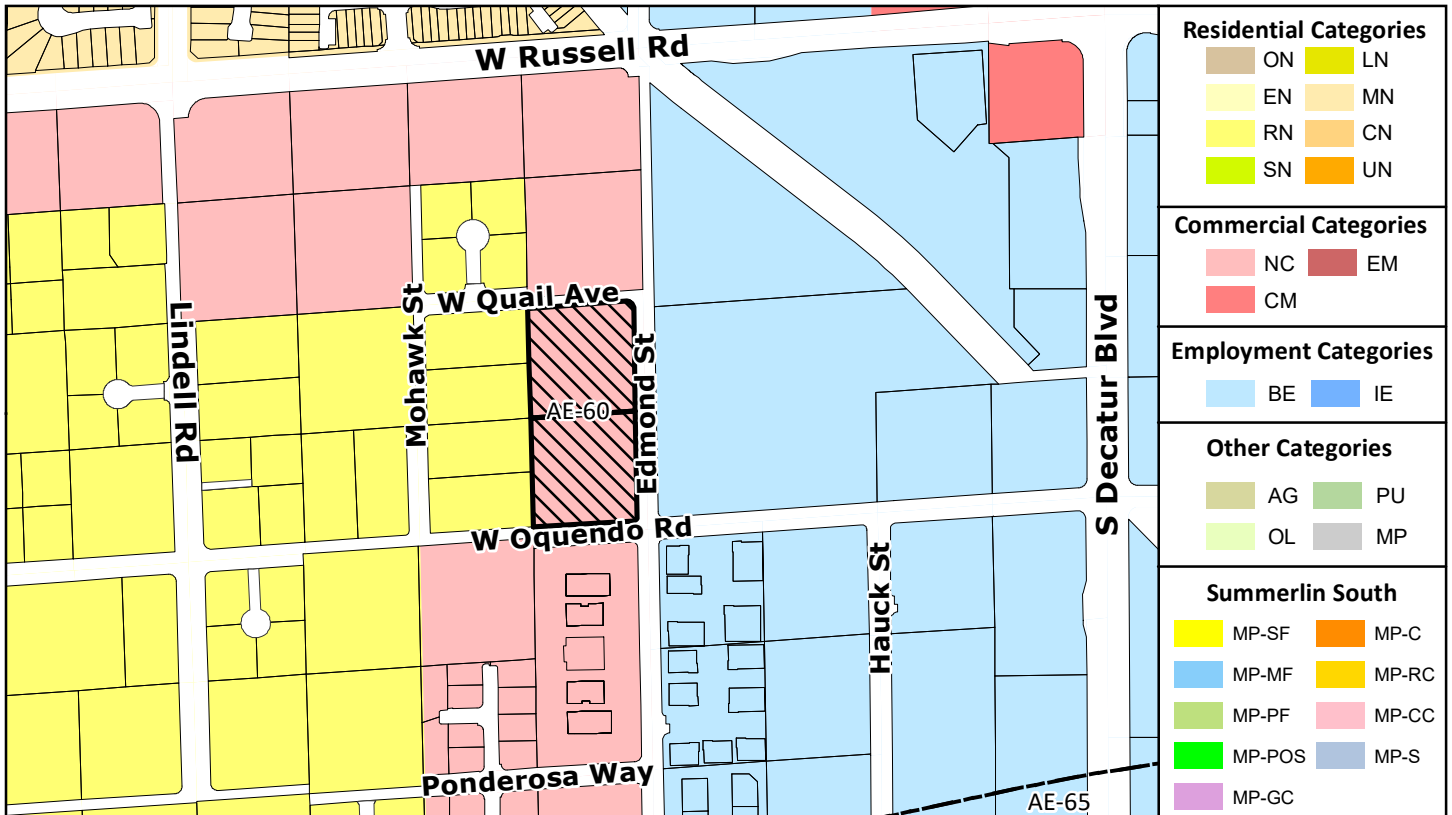 W Russell Rd
W Quail Ave
Mohawk St
Lindell Rd
Edmond St
AE-60
S Decatur Blvd
W Oquendo Rd
Hauck St
Ponderosa Way
AE-65
Residential Categories
ON LN
EN MN
RN CN
SN UN
Commercial Categories
NC EM
CM
Employment Categories
BE IE
Other Categories
AG PU
OL MP
Summerlin South
MP-SF MP-C
MP-MF MP-RC
MP-PF MP-CC
MP-POS MP-S
MP-GC